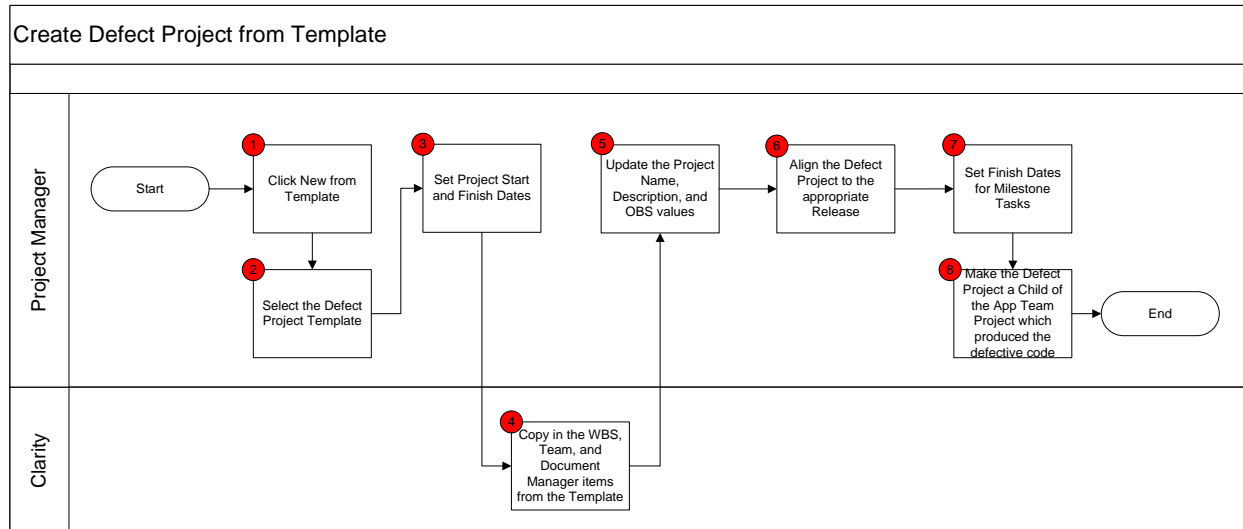 Create Defect Project from Template
Project Manager
Start
1
Click New from
Template
2
Select the Defect
Project Template
3
Set Project Start
and Finish Dates
Clarity
4
Copy in the WBS,
Team, and
Document
Manager items
from the Template
5
Update the Project
Name,
Description, and
OBS values
6
Align the Defect
Project to the
appropriate
Release
7
Set Finish Dates
for Milestone
Tasks
8
Make the Defect
Project a Child of
the App Team
Project which
produced the
defective code
End